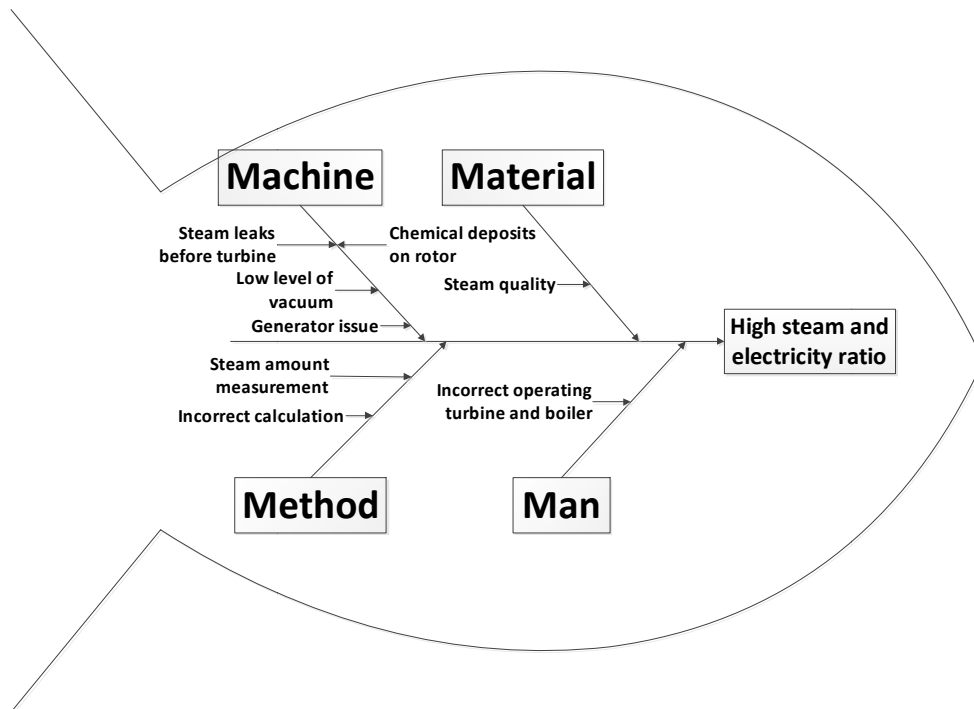 Machine
Material
Steam leaks
before turbine
Chemical deposits
on rotor
Low level of
vacuum
Steam quality
Generator issue
High steam and
electricity ratio
Steam amount
measurement
Incorrect calculation
Incorrect operating
turbine and boiler
Method
Man